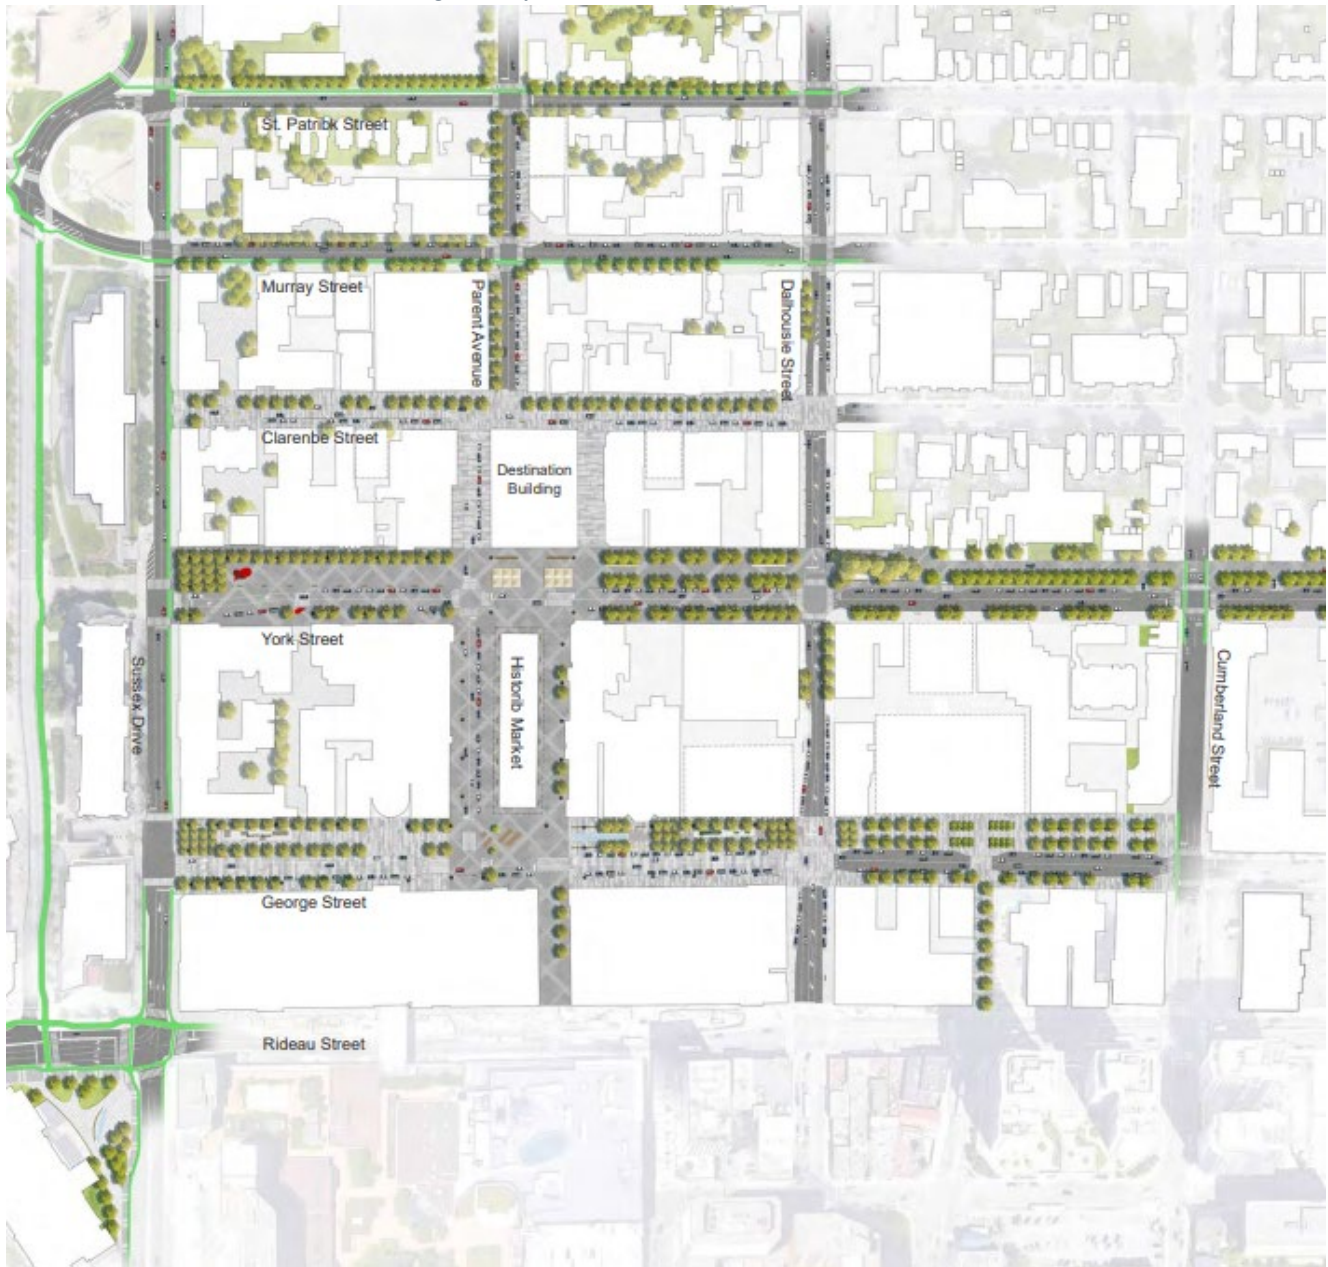 St. Patribk Street
Murray Street
Parent Avenue
Dalhousie Street
Clarenbe Street
Destination
Building
York Street
Sussex Drive
Historib Market
Cumberland Street
George Street
Rideau Street